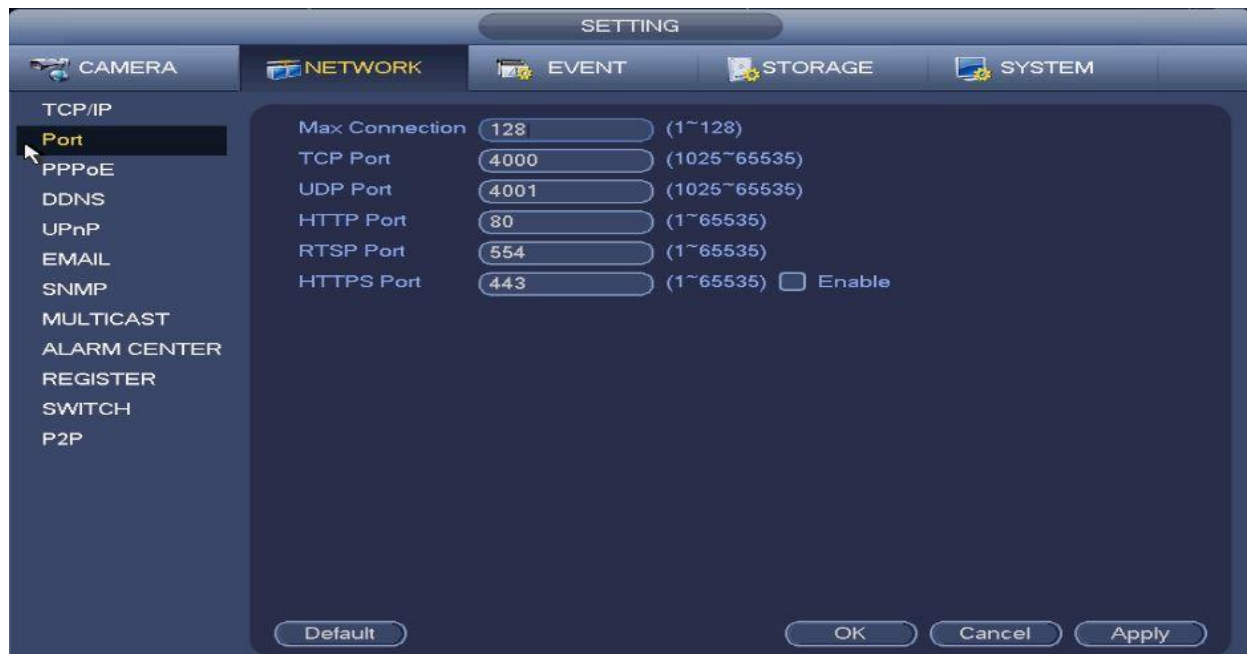 SETTING
CAMERA NETWORK EVENT STORAGE SYSTEM
TCP/IP
Port
PPPoE
DDNS
UPnP
EMAIL
SNMP
MULTICAST
ALARM CENTER
REGISTER
SWITCH
P2P
Max Connection 128 (1~128)
TCP Port 4000 (1025~65535)
UDP Port 4001 (1025~65535)
HTTP Port 80 (1~65535)
RTSP Port 554 (1~65535)
HTTPS Port 443 (1~65535) Enable
Default OK Cancel Apply